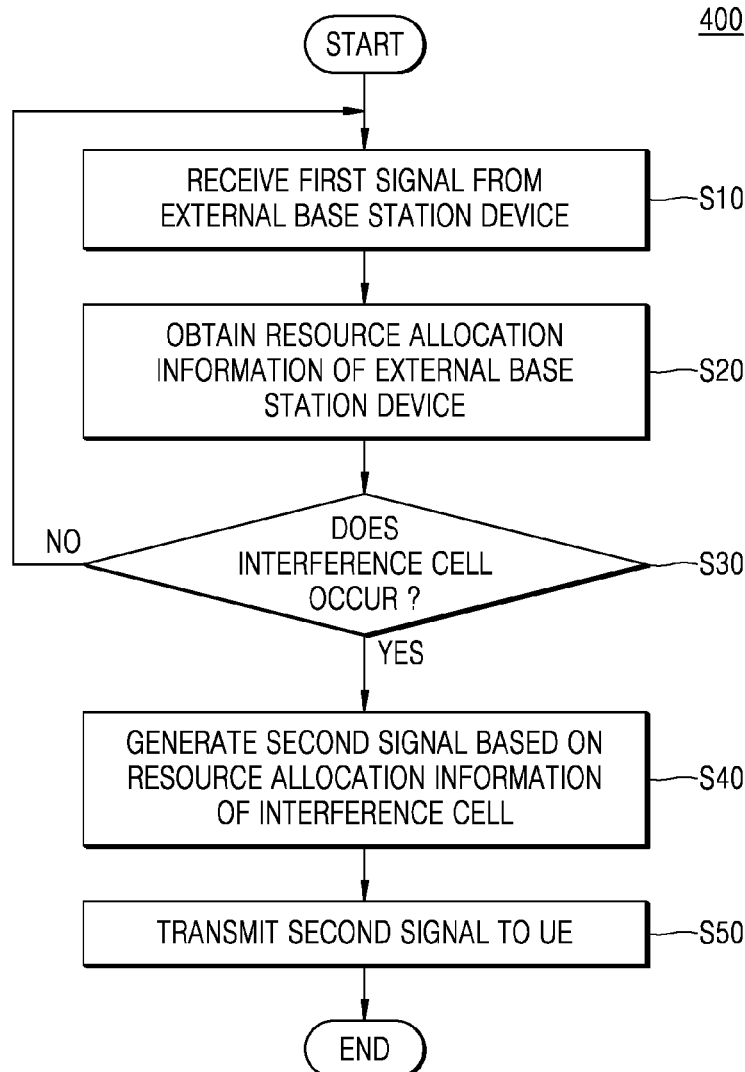 400
START
RECEIVE FIRST SIGNAL FROM
EXTERNAL BASE STATION DEVICE
S10
OBTAIN RESOURCE ALLOCATION
INFORMATION OF EXTERNAL BASE
STATION DEVICE
S20
DOES
INTERFERENCE CELL
OCCUR ?
S30
NO
YES
GENERATE SECOND SIGNAL BASED ON
RESOURCE ALLOCATION INFORMATION
OF INTERFERENCE CELL
S40
TRANSMIT SECOND SIGNAL TO UE
S50
END